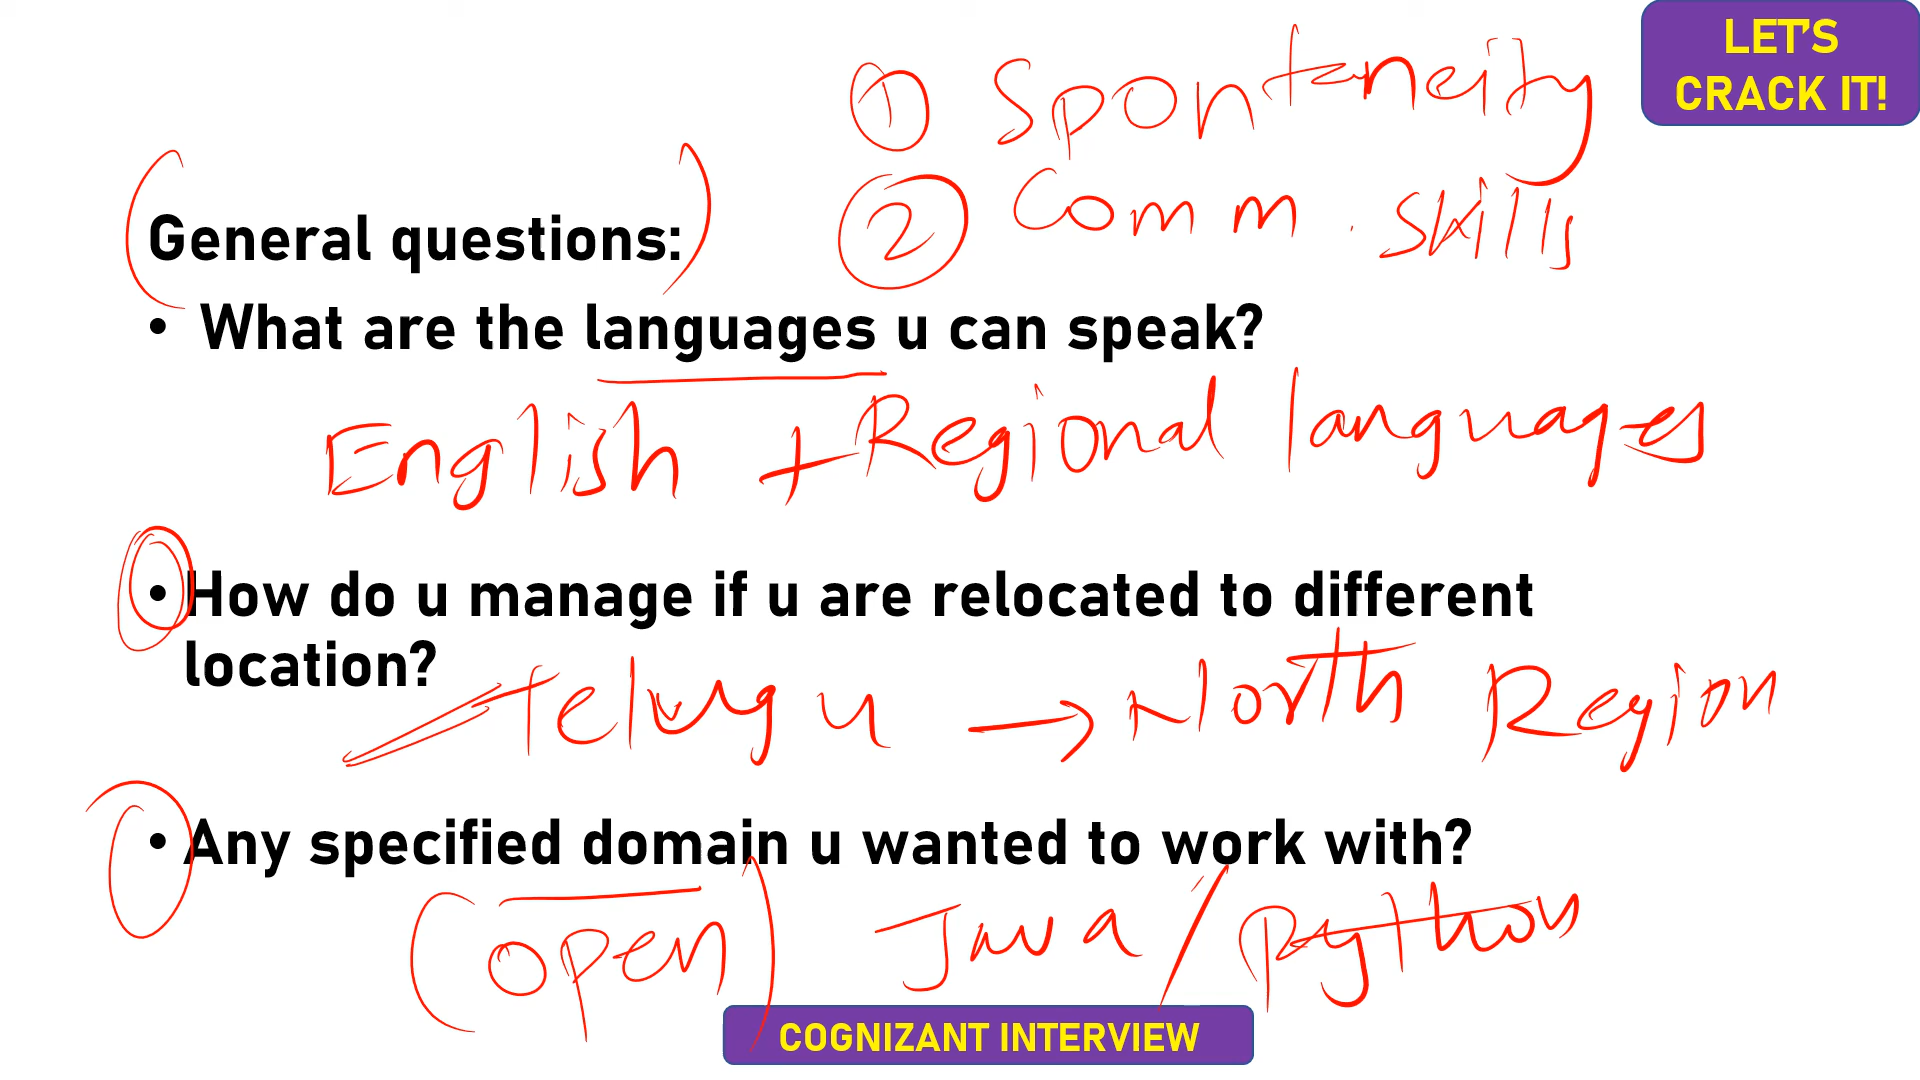 LET'S
CRACK IT!
① Spontaneity
② Comm. skills
General questions:
• What are the languages u can speak?
English + Regional languages
• How do u manage if u are relocated to different
location?
Telugu → North Region
• Any specified domain u wanted to work with?
(open) Java / Python
COGNIZANT INTERVIEW